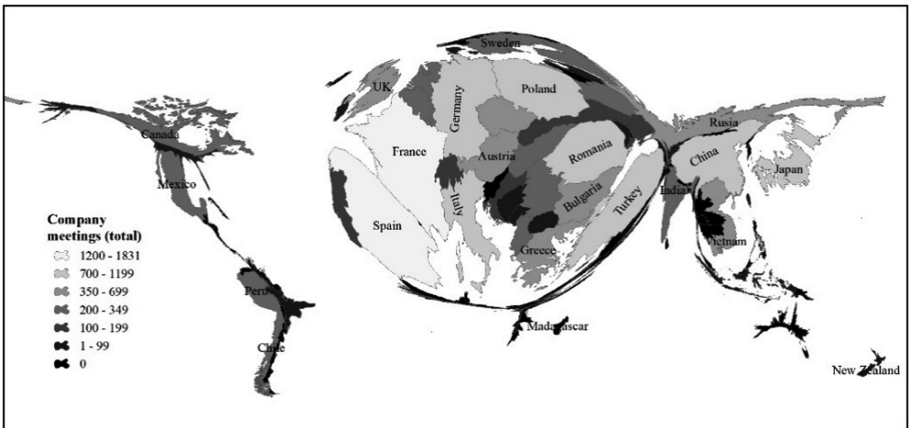 Sweden
UK
Germany
Poland
Rusia
Canada
France
Austria
Romania
China
Japan
Mexico
India
Italy
Bulgaria
Turkey
Spain
Greece
Vietnam
Company
meetings (total)
1200 - 1831
700 - 1199
350 - 699
200 - 349
100 - 199
1 - 99
0
Peru
Madagascar
Chile
New Zealand